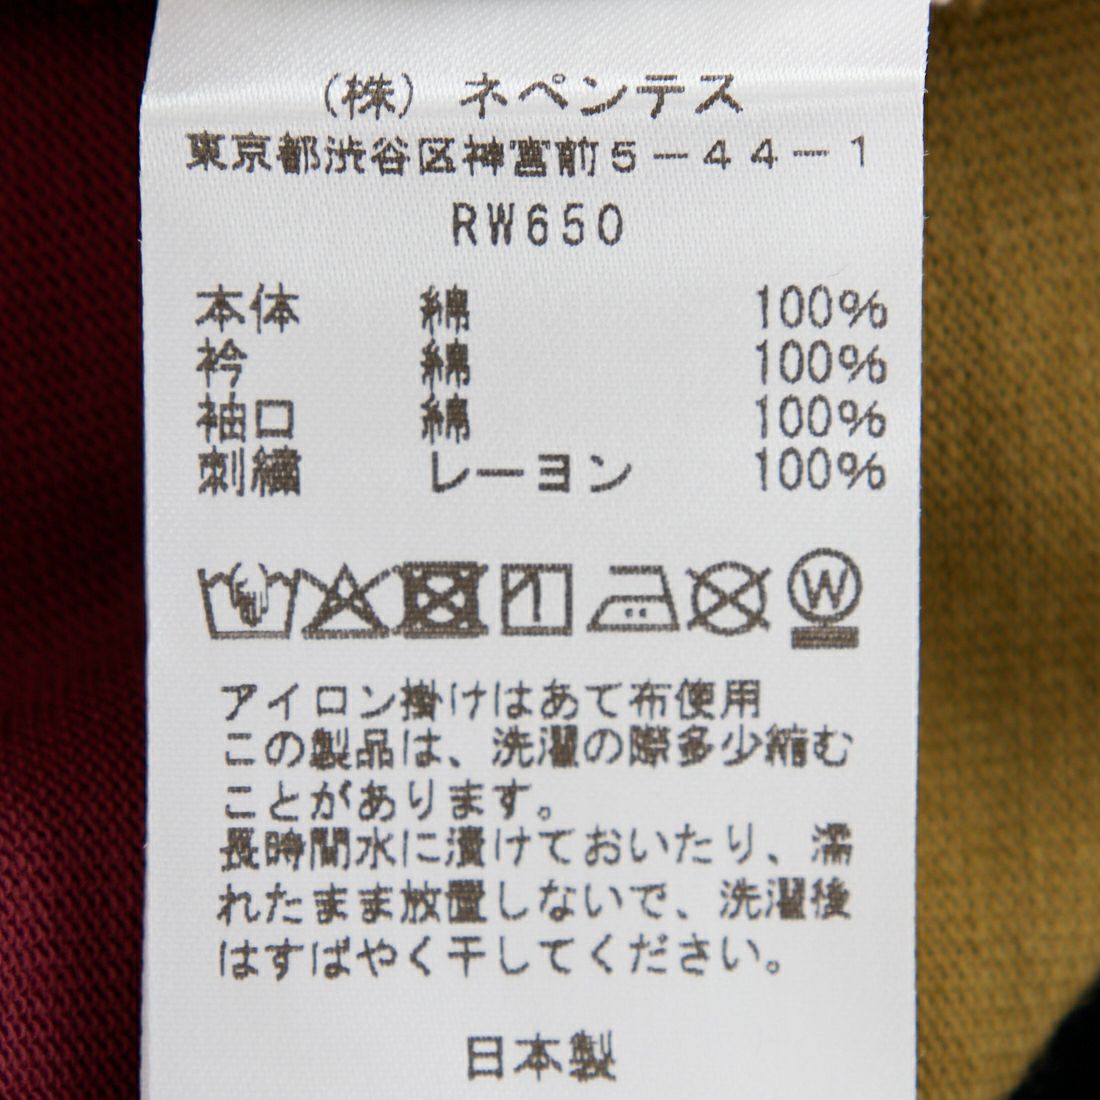 （株）ネペンテス
東京都渋谷区神宮前５－４４－１
RW650
本体 綿 100%
衿 綿 100%
袖口 綿 100%
刺繍 レーヨン 100%
1 W
アイロン掛けはあて布使用
この製品は、洗濯の際多少縮む
ことがあります。
長時間水に漬けておいたり、濡
れたまま放置しないで、洗濯後
はすばやく干してください。
日本製